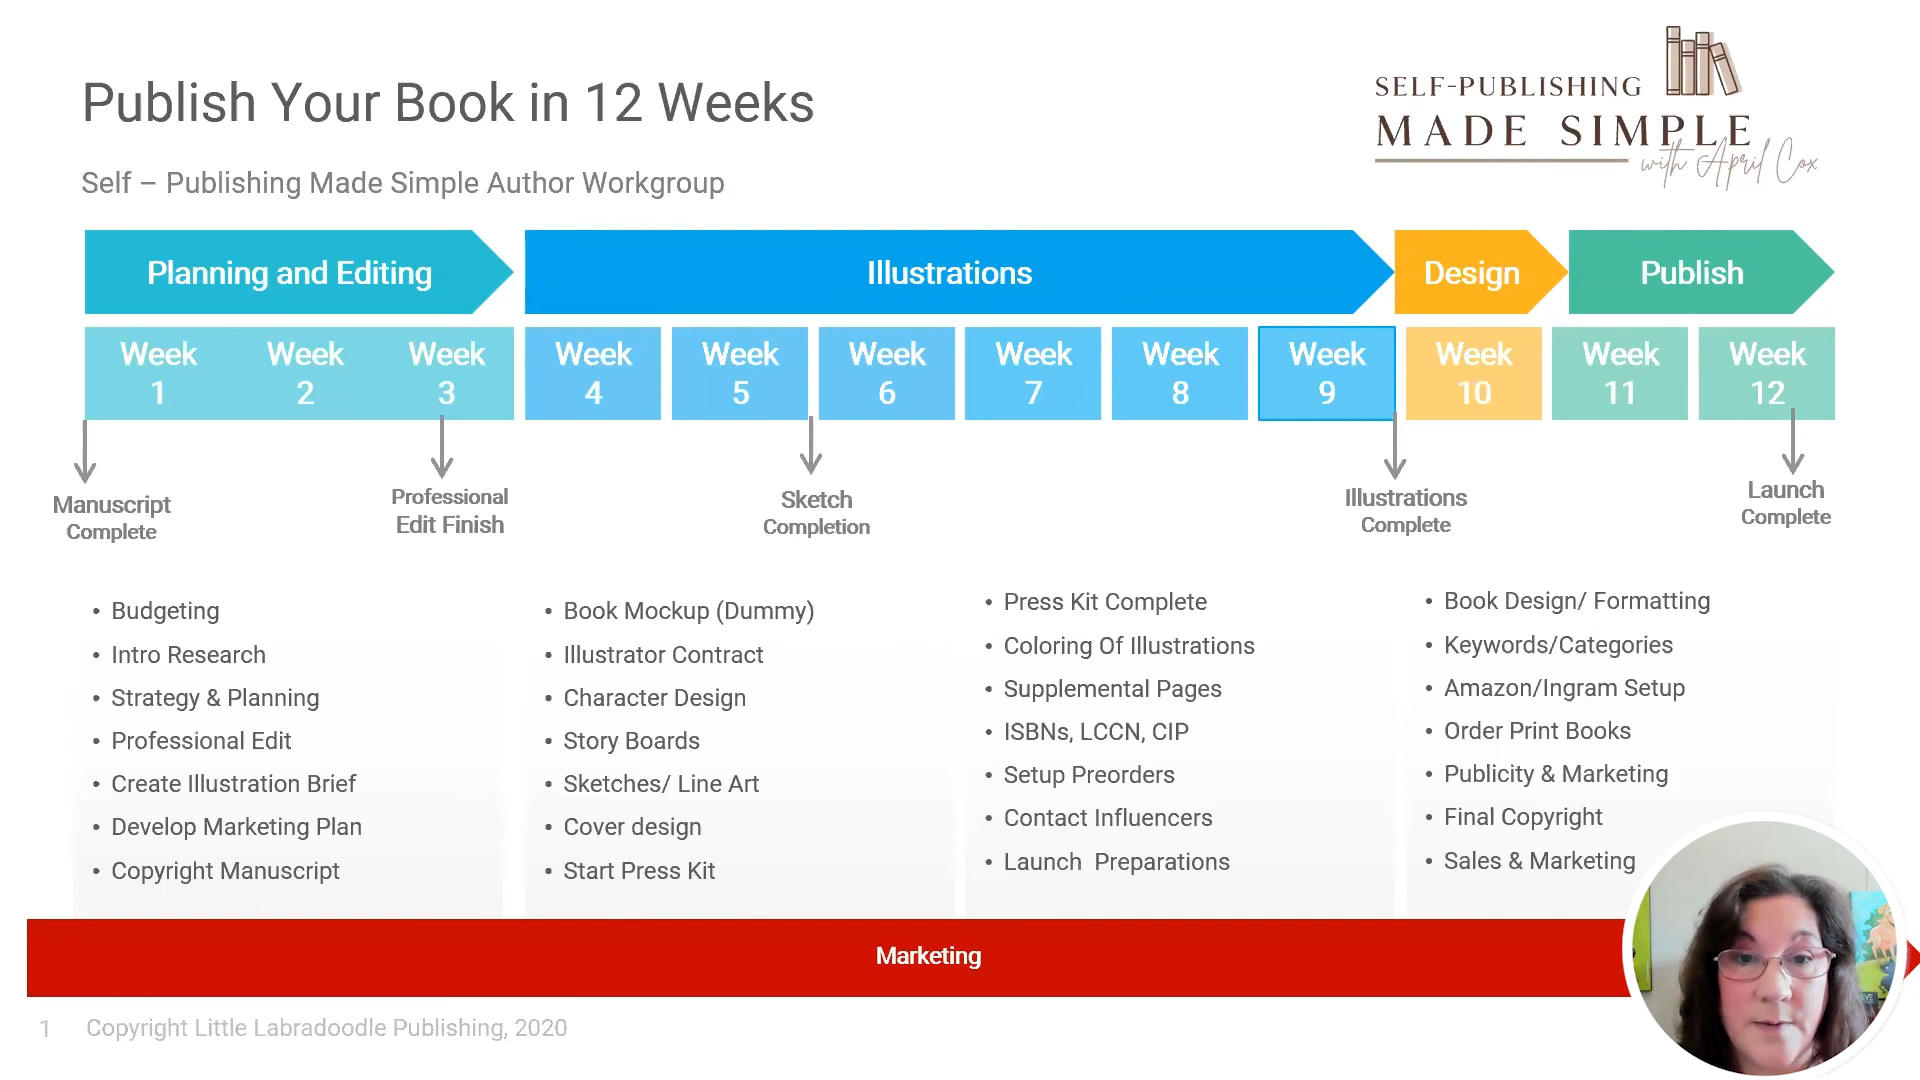 Publish Your Book in 12 Weeks
Self – Publishing Made Simple Author Workgroup
SELF-PUBLISHING
MADE SIMPLE
with April Cox
Planning and Editing
Illustrations
Design
Publish
Week 1
Week 2
Week 3
Week 4
Week 5
Week 6
Week 7
Week 8
Week 9
Week 10
Week 11
Week 12
Manuscript
Complete
Professional
Edit Finish
Sketch
Completion
Illustrations
Complete
Launch
Complete
• Budgeting
• Intro Research
• Strategy & Planning
• Professional Edit
• Create Illustration Brief
• Develop Marketing Plan
• Copyright Manuscript
• Book Mockup (Dummy)
• Illustrator Contract
• Character Design
• Story Boards
• Sketches/ Line Art
• Cover design
• Start Press Kit
• Press Kit Complete
• Coloring Of Illustrations
• Supplemental Pages
• ISBNs, LCCN, CIP
• Setup Preorders
• Contact Influencers
• Launch  Preparations
• Book Design/ Formatting
• Keywords/Categories
• Amazon/Ingram Setup
• Order Print Books
• Publicity & Marketing
• Final Copyright
• Sales & Marketing
Marketing
1
Copyright Little Labradoodle Publishing, 2020